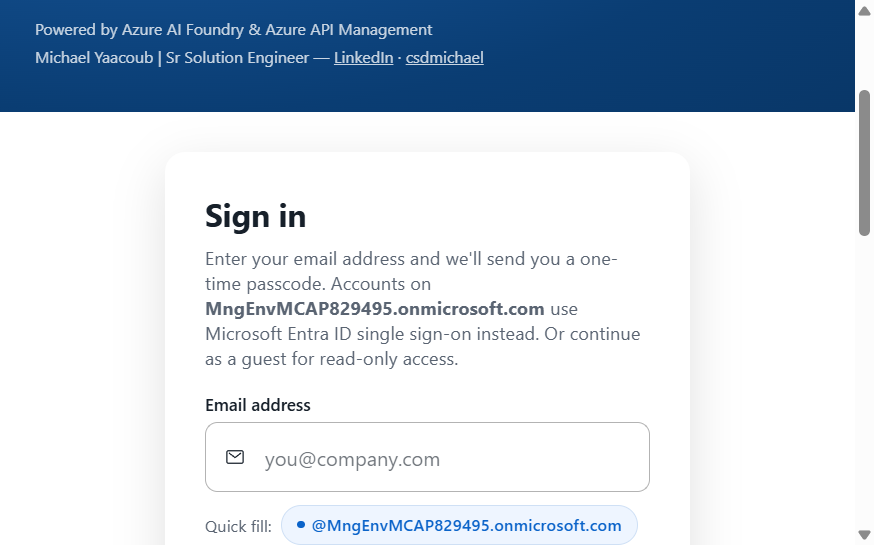 Powered by Azure AI Foundry & Azure API Management
Michael Yaacoub | Sr Solution Engineer — LinkedIn · csdmichael
Sign in
Enter your email address and we'll send you a one-
time passcode. Accounts on
MngEnvMCAP829495.onmicrosoft.com use
Microsoft Entra ID single sign-on instead. Or continue
as a guest for read-only access.
Email address
you@company.com
Quick fill: @MngEnvMCAP829495.onmicrosoft.com